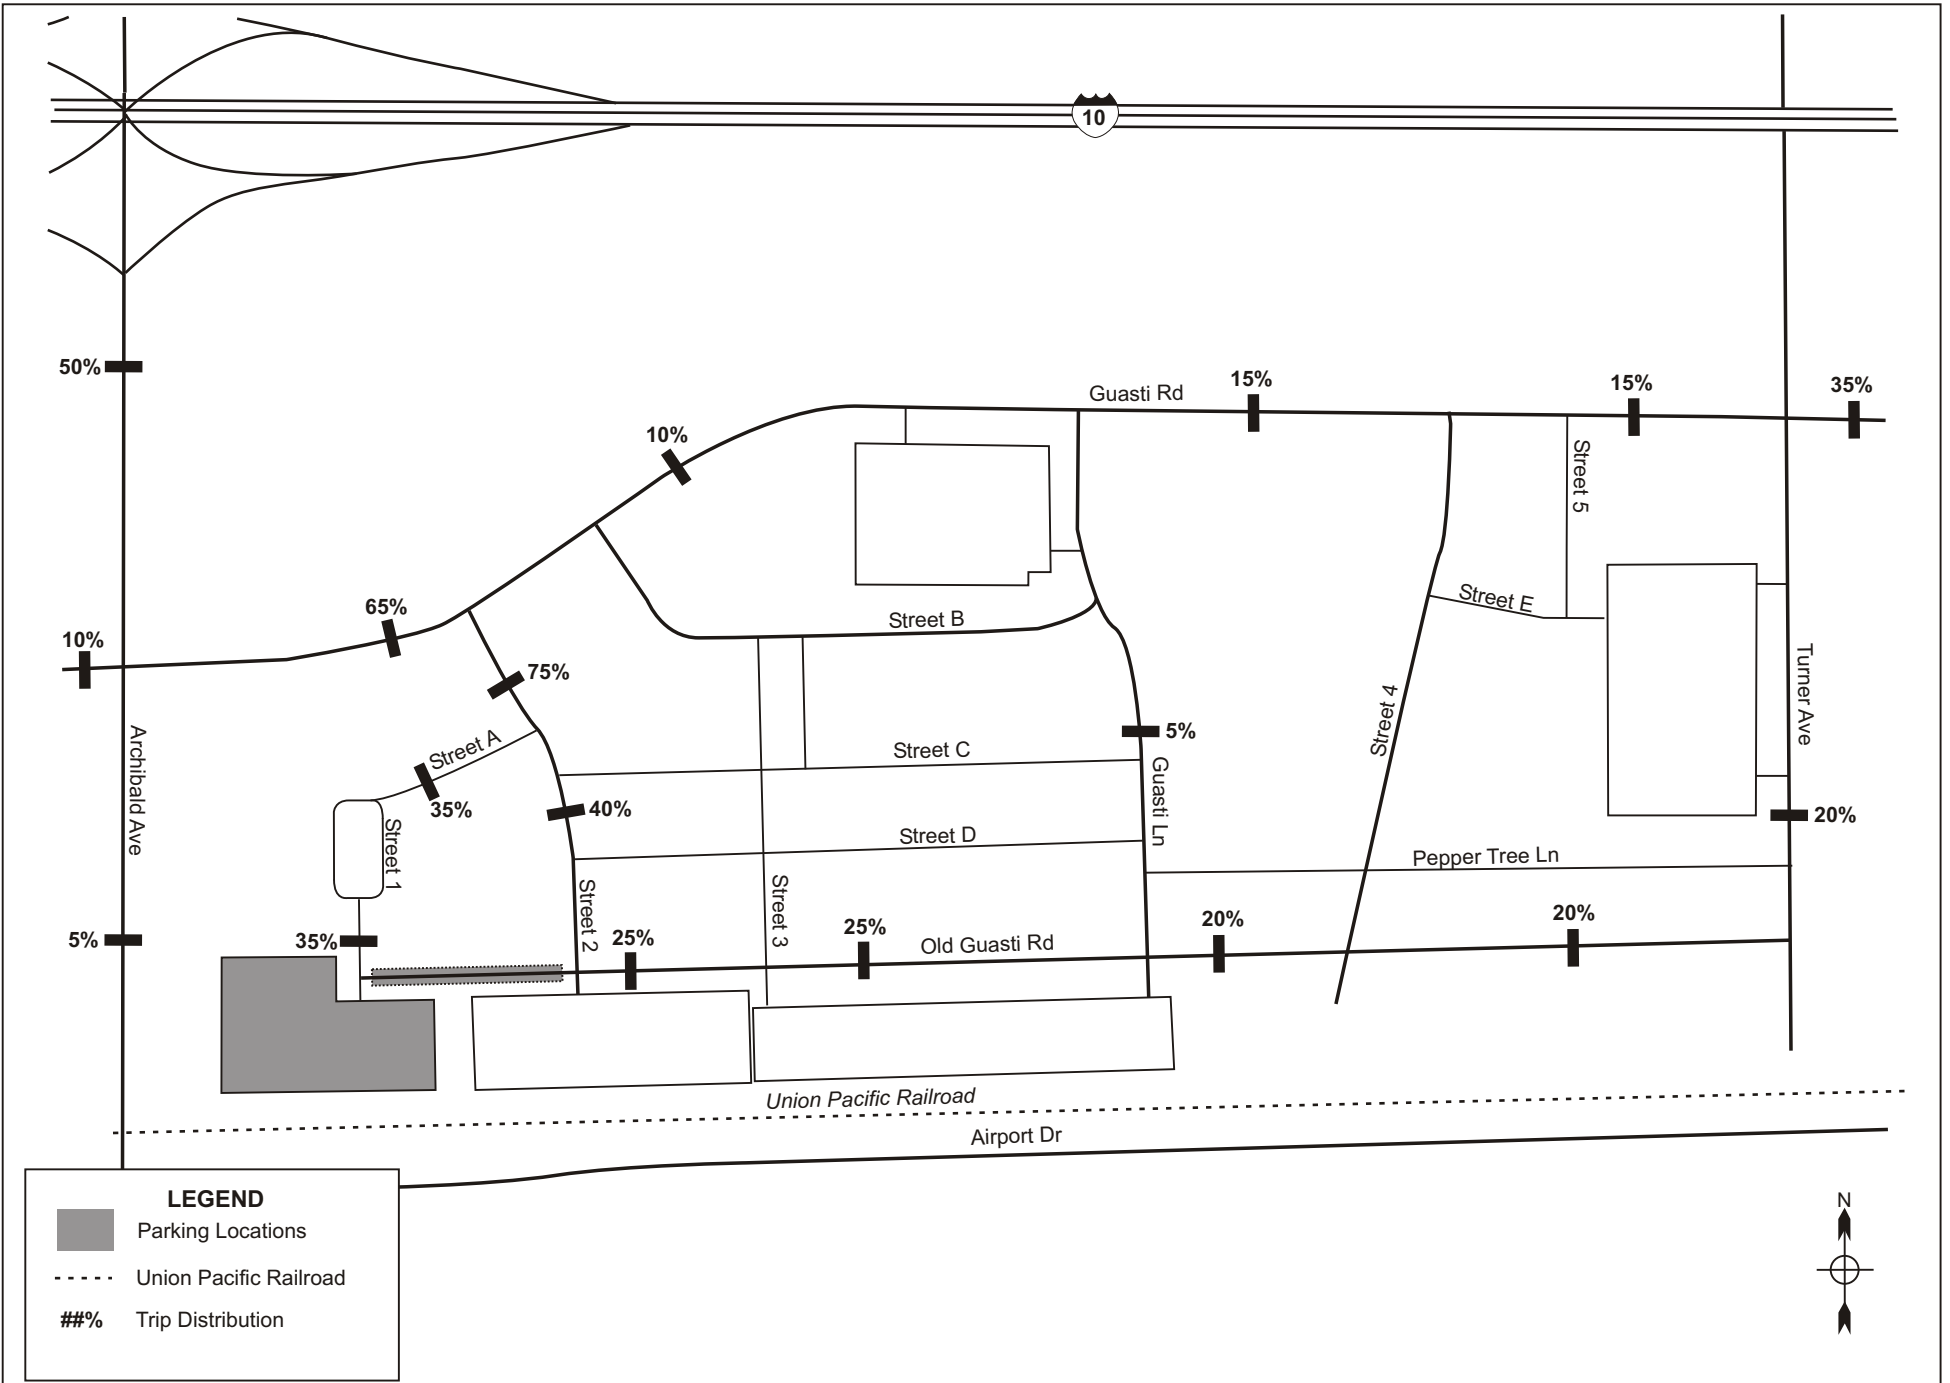 10
50%
Guasti Rd
15%
15%
35%
10%
Street 5
65%
Street B
Street E
10%
75%
Turner Ave
Archibald Ave
Street A
Street C
5%
Street 4
35%
40%
Guasti Ln
20%
Street 1
Street D
Pepper Tree Ln
Street 2
Street 3
5%
35%
25%
25%
Old Guasti Rd
20%
20%
Union Pacific Railroad
Airport Dr
LEGEND
Parking Locations
Union Pacific Railroad
##% Trip Distribution
N